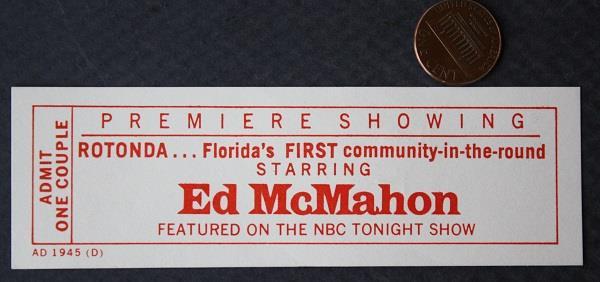 PREMIERE SHOWING
ADMIT
ONE COUPLE
ROTONDA... Florida's FIRST community-in-the-round
STARRING
Ed McMahon
FEATURED ON THE NBC TONIGHT SHOW
AD 1945 (D)